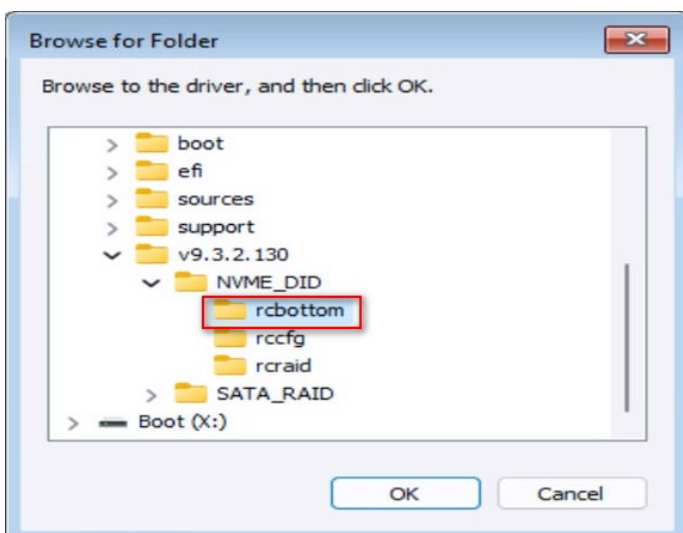 Browse for Folder
Browse to the driver, and then click OK.
boot
efi
sources
support
v9.3.2.130
NVME_DID
rcbottom
rccfg
rcraid
SATA_RAID
Boot (X:)
OK Cancel